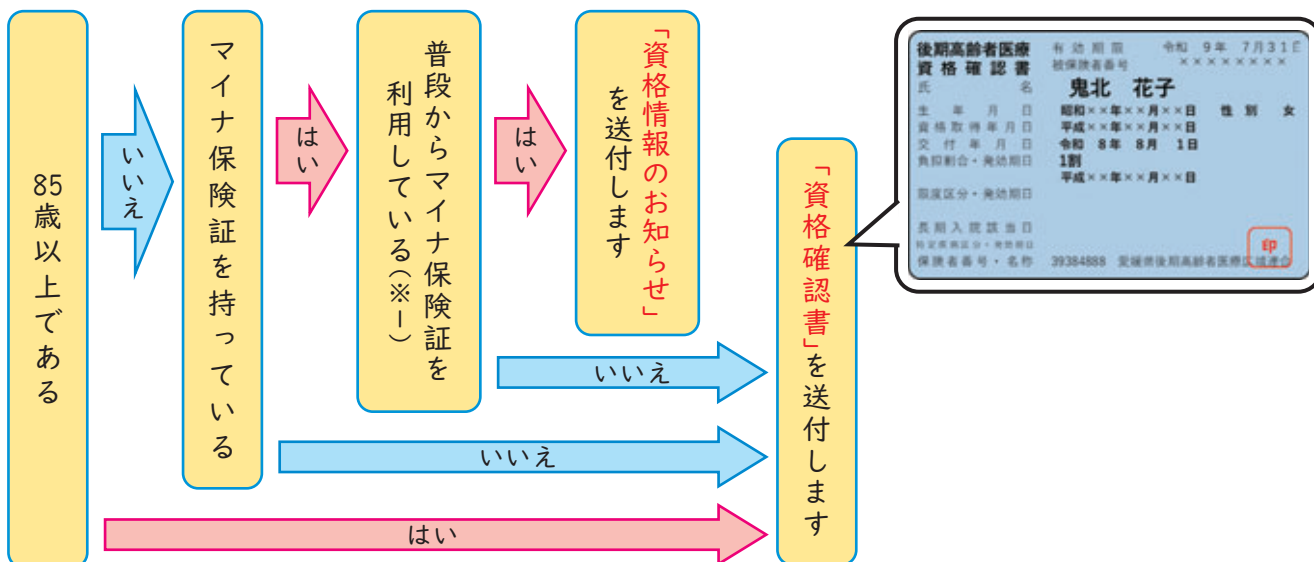 85歳以上である
いいえ
マイナ保険証を持っている
はい
普段からマイナ保険証を
利用している(※1)
はい
「資格情報のお知らせ」
を送付します
いいえ
いいえ
はい
「資格確認書」を送付します
後期高齢者医療
資格確認書
有効期限 令和 9年 7月31日
被保険者番号 ××××××××
氏名 鬼北 花子
生年月日 昭和××年××月××日 性別 女
資格取得年月日 平成××年××月××日
交付年月日 令和 8年 8月 1日
負担割合・発効期日 1割
平成××年××月××日
限度区分・発効期日
長期入院該当日
特定疾病区分・発効期日
保険者番号・名称 39384888 愛媛県後期高齢者医療広域連合
印